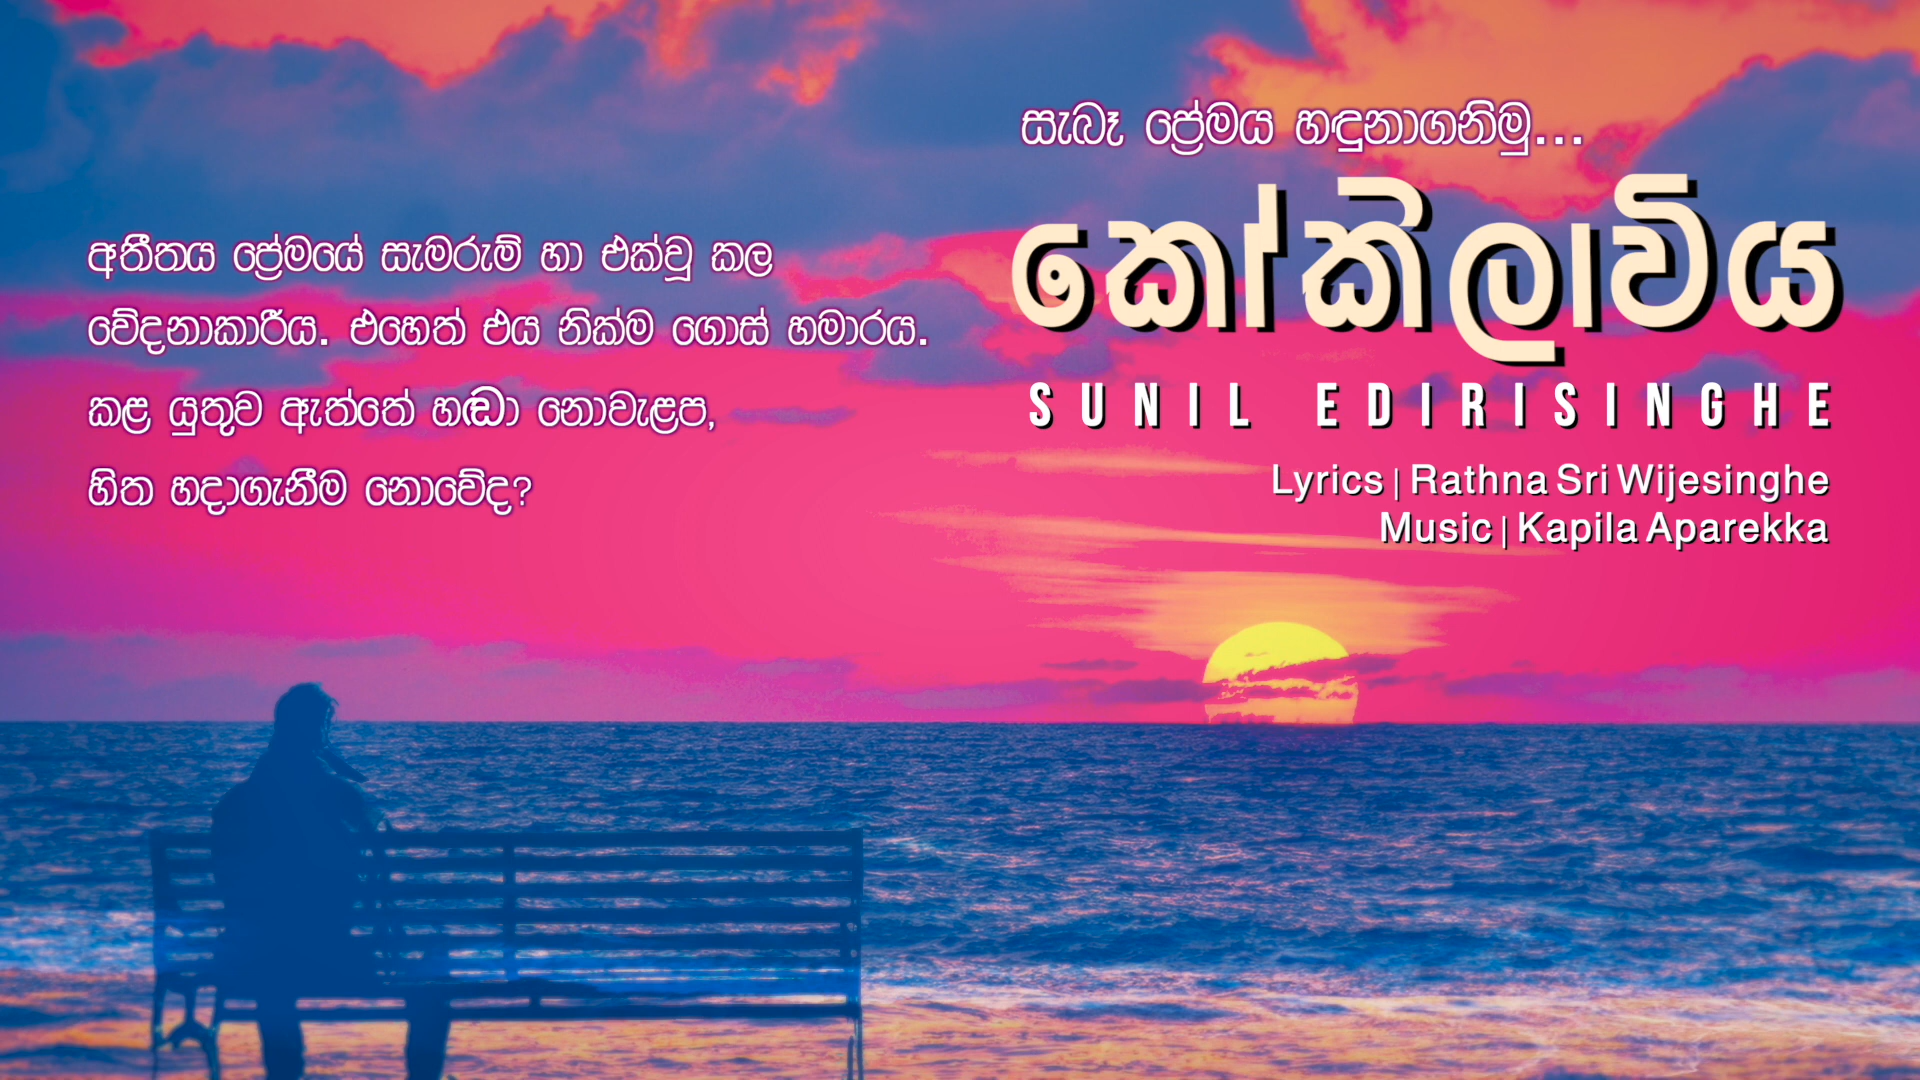 සැබෑ ප්‍රේමය හඳුනාගනිමු...
කෝකිලාවිය
SUNIL EDIRISINGHE
Lyrics | Rathna Sri Wijesinghe
Music | Kapila Aparekka
අතීතය ප්‍රේමයේ සැමරුම් හා එක්වූ කල
වේදනාකාරීය. එහෙත් එය නික්ම ගොස් හමාරය.
කළ යුතුව ඇත්තේ හඬා නොවැළප,
හිත හදාගැනීම නොවේද?